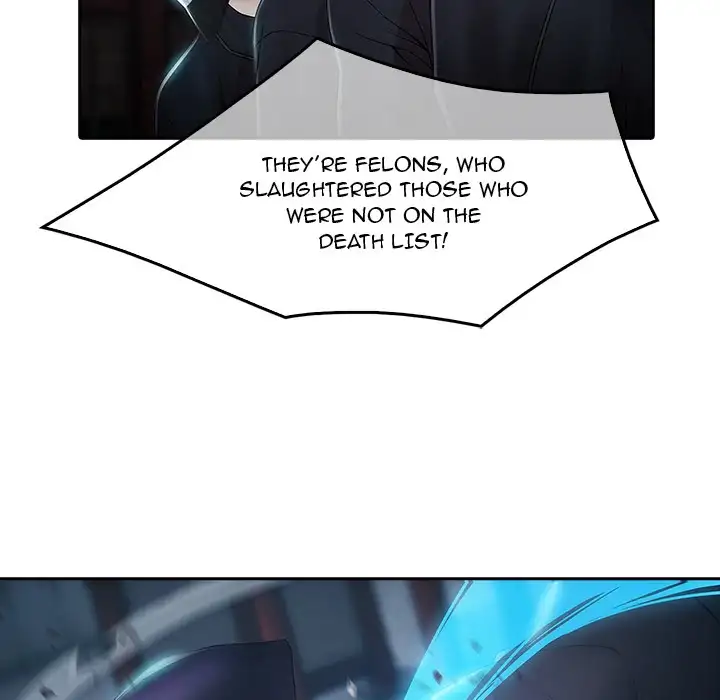 THEY'RE FELONS, WHO
SLAUGHTERED THOSE WHO
WERE NOT ON THE
DEATH LIST!